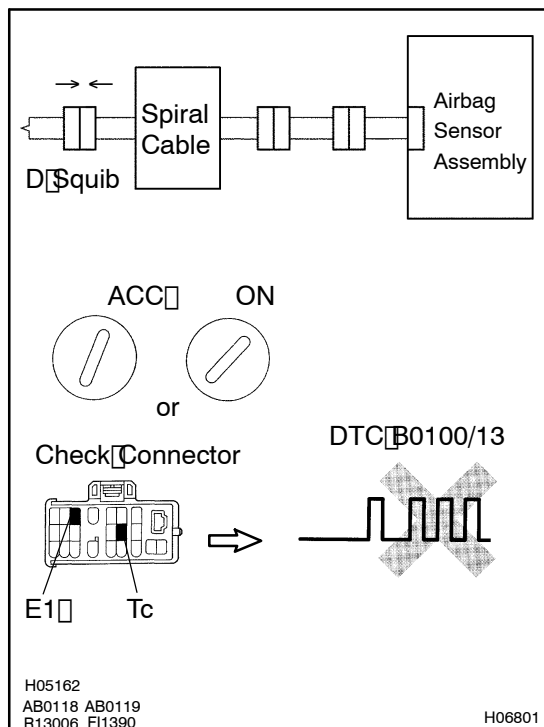 Spiral
Cable
Airbag
Sensor
Assembly
D Squib
ACC ON
or
DTC B0100/13
Check Connector
E1 Tc
H05162
AB0118 AB0119
R13006 FI1390
H06801